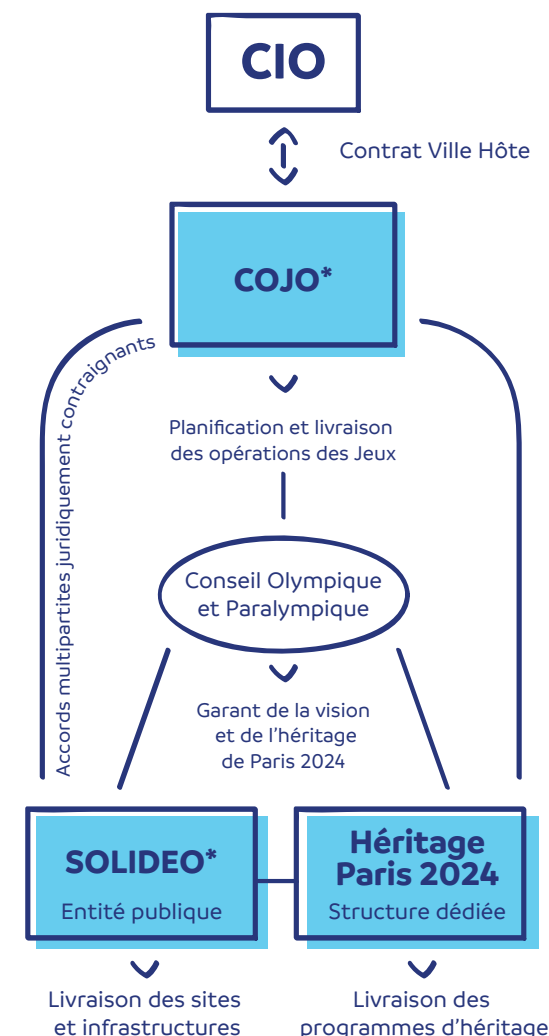 CIO
Contrat Ville Hôte
COJO*
Accords multipartites juridiquement contraignants
Planification et livraison
des opérations des Jeux
Conseil Olympique
et Paralympique
Garant de la vision
et de l'héritage
de Paris 2024
SOLIDEO*
Entité publique
Héritage
Paris 2024
Structure dédiée
Livraison des sites
et infrastructures
Livraison des
programmes d'héritage